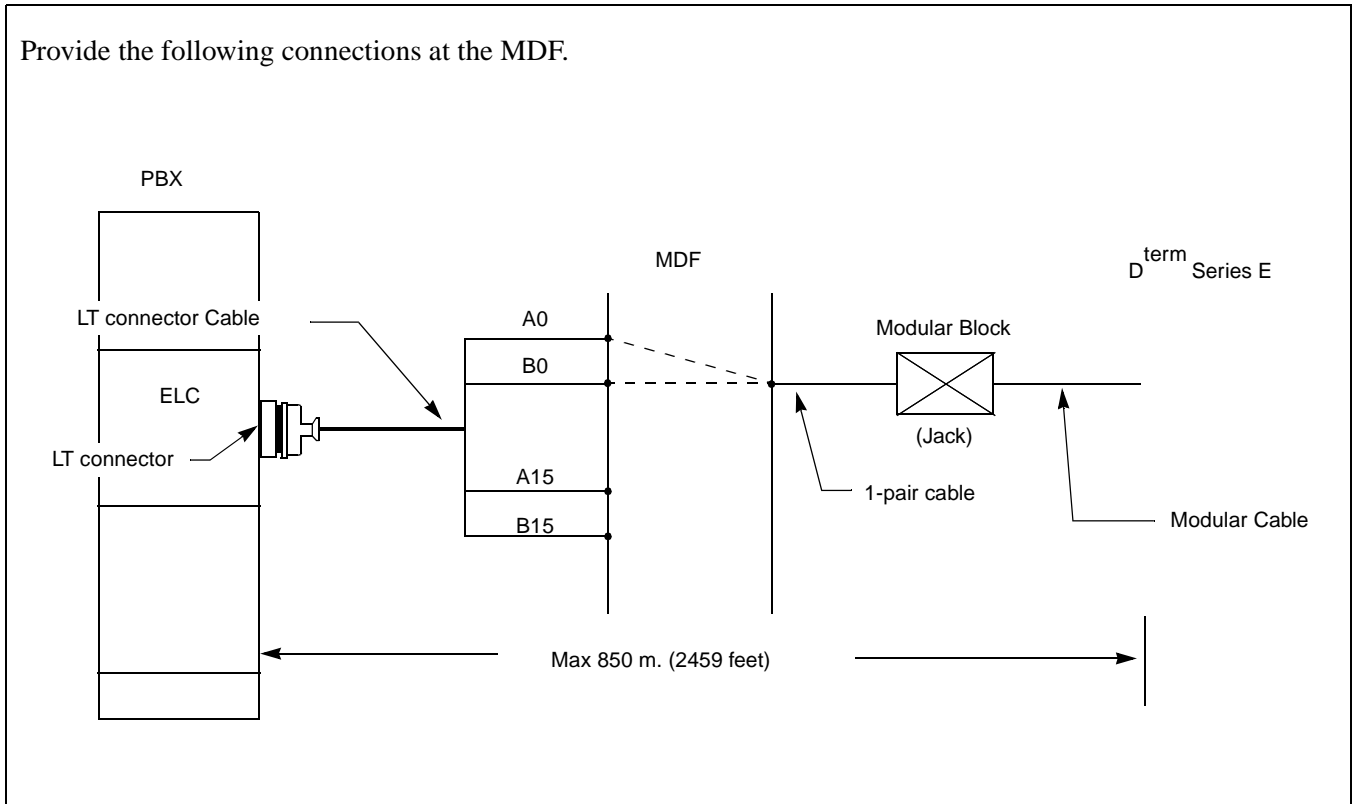 Provide the following connections at the MDF.
PBX
MDF
Dterm Series E
LT connector Cable
A0
Modular Block
B0
ELC
(Jack)
LT connector
A15
1-pair cable
B15
Modular Cable
Max 850 m. (2459 feet)